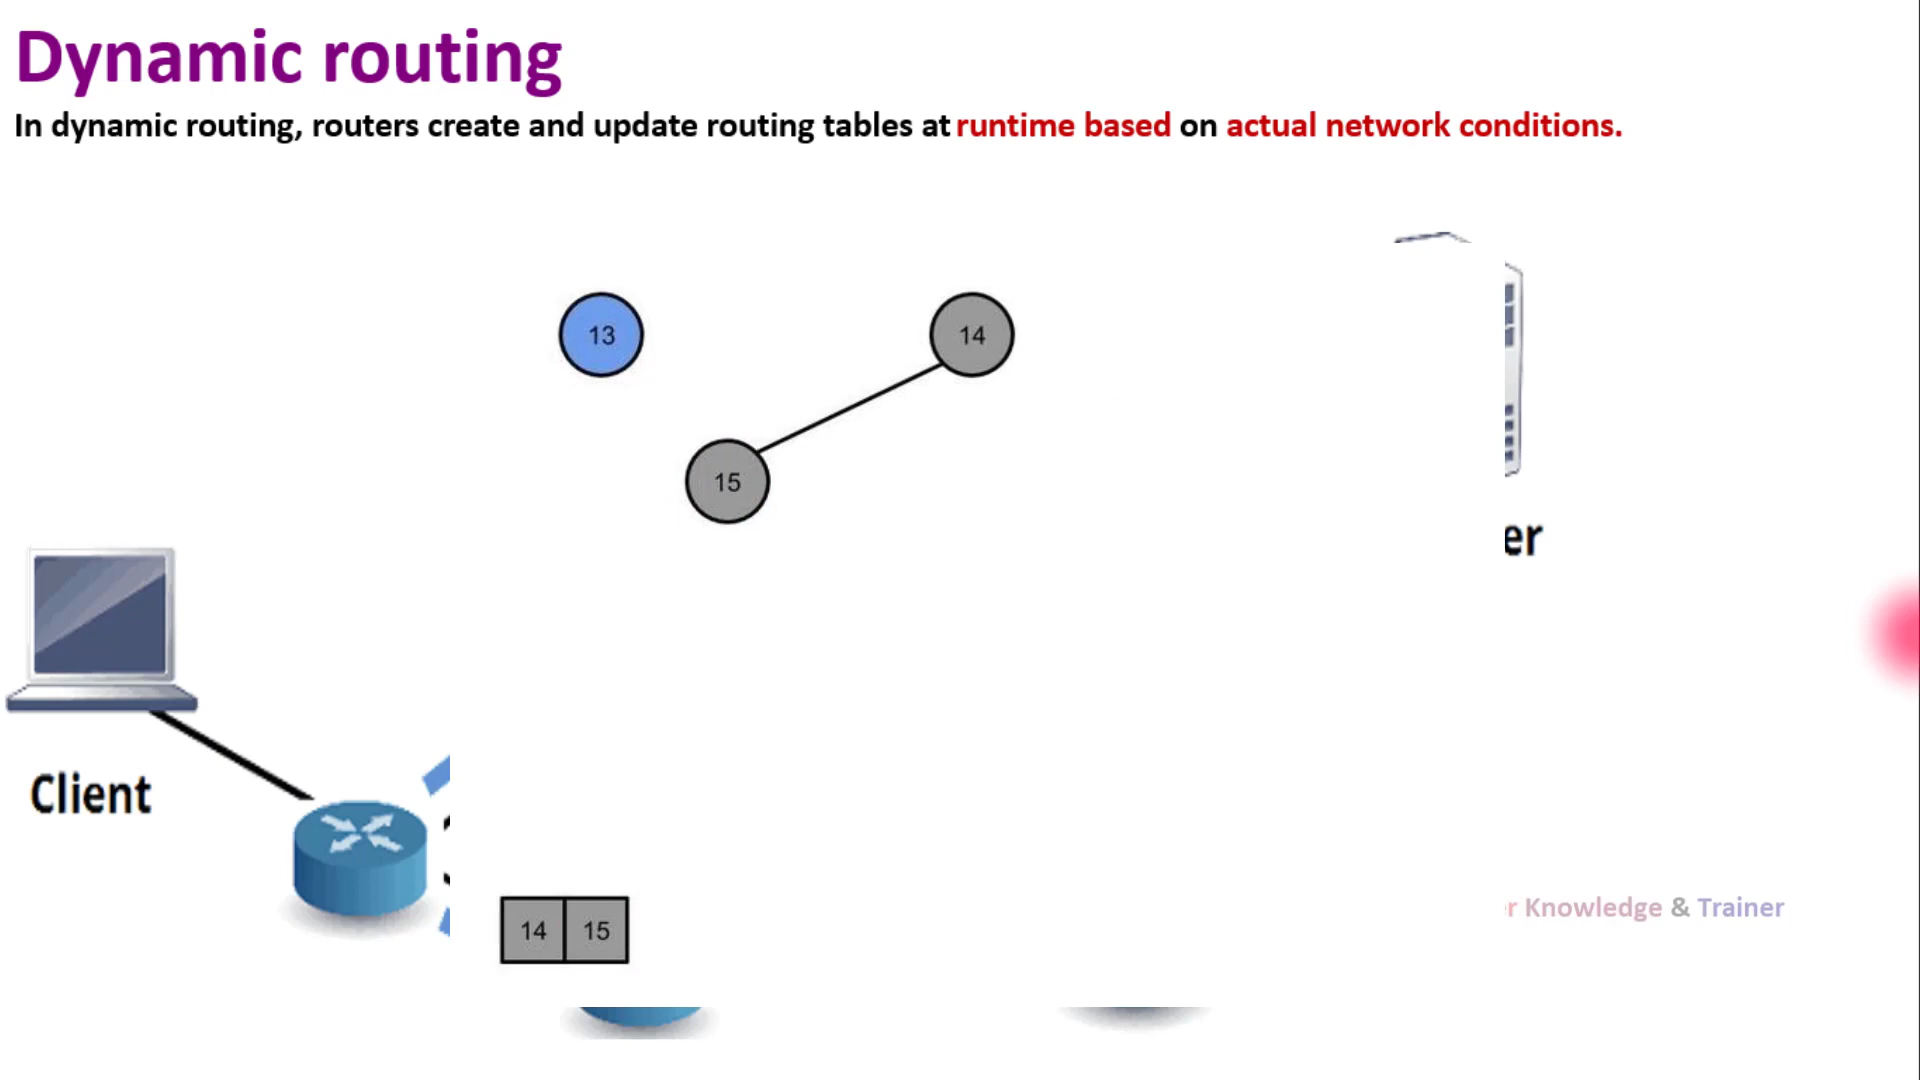 Dynamic routing
In dynamic routing, routers create and update routing tables at runtime based on actual network conditions.
13
14
15
er
Client
r Knowledge & Trainer
14 15